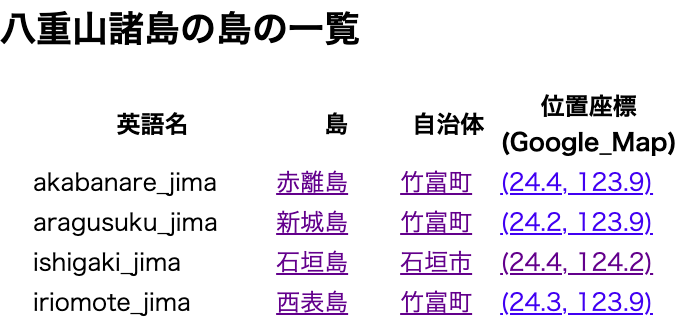 八重山諸島の島の一覧
英語名 島 自治体 位置座標
(Google_Map)
akabanare_jima 赤離島 竹富町 (24.4, 123.9)
aragusuku_jima 新城島 竹富町 (24.2, 123.9)
ishigaki_jima 石垣島 石垣市 (24.4, 124.2)
iriomote_jima 西表島 竹富町 (24.3, 123.9)